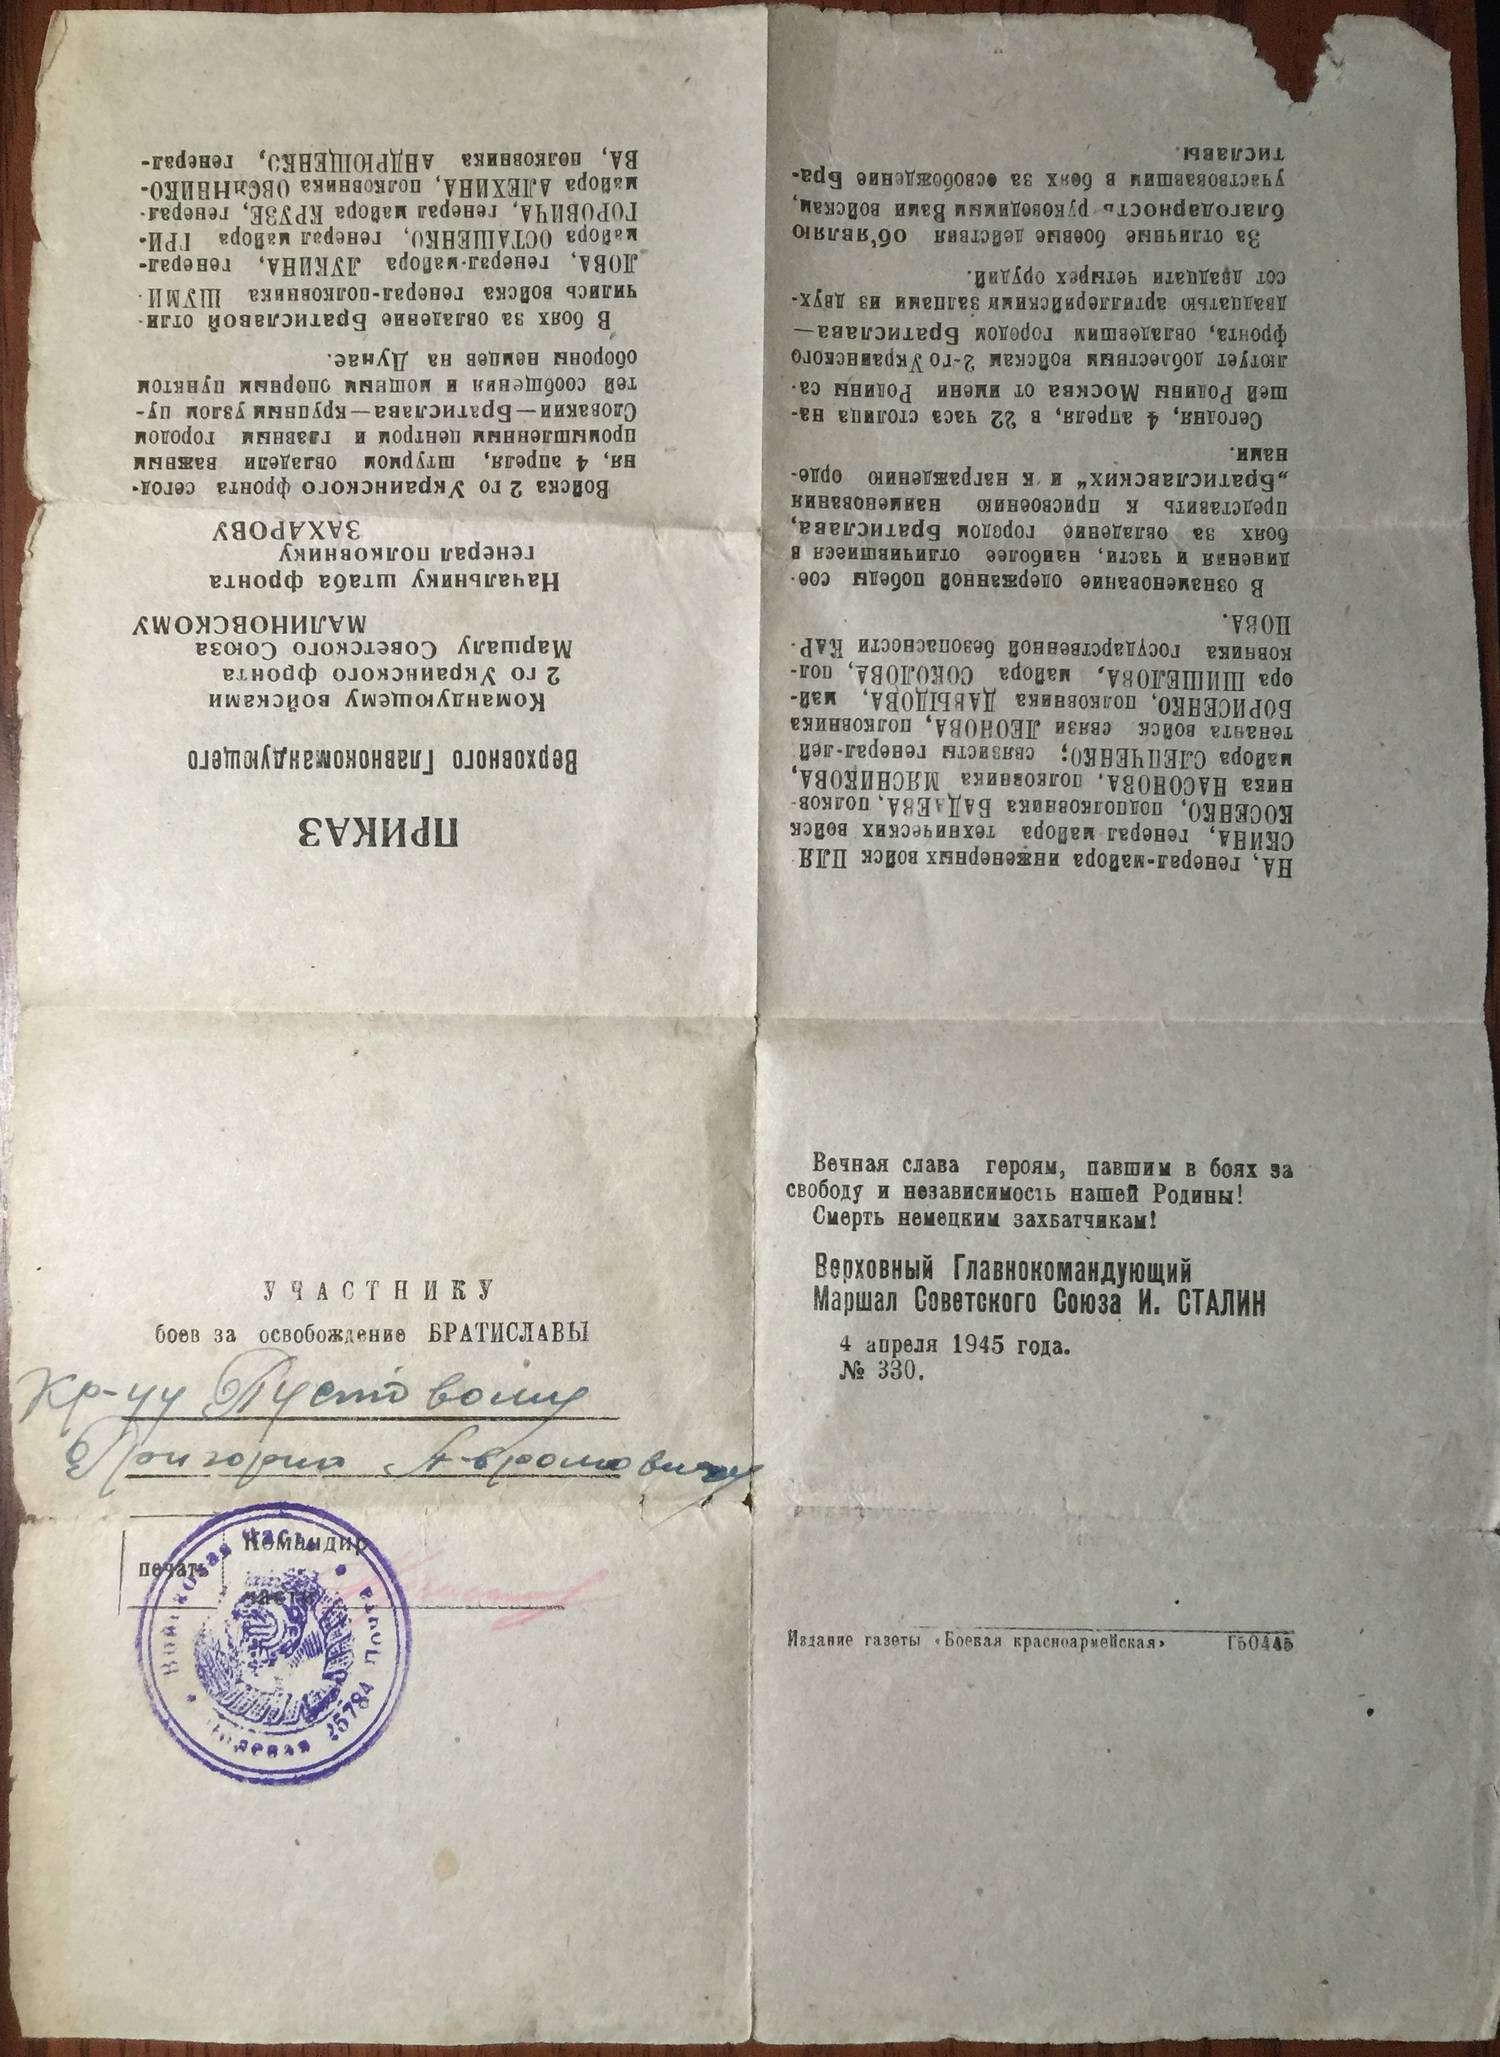 УЧАСТНИКУ
боев за освобождение БРАТИСЛАВЫ
Кр-цу Пустовому
Григорию Абрамовичу
печать
Командир
части
Войсковая часть
Полевая почта
25784
ПРИКАЗ
Верховного Главнокомандующего
Командующему войсками
2 го Украинского фронта
Маршалу Советского Союза
МАЛИНОВСКОМУ
Начальнику штаба фронта
генерал полковнику
ЗАХАРОВУ
Войска 2 го Украинского фронта сегод-
ня, 4 апреля, штурмом овладели важным
промышленным центром и главным городом
Словакии—Братислава—крупным узлом пу-
тей сообщения и мощным опорным пунктом
обороны немцев на Дунае.
В боях за овладение Братиславой отли-
чились войска генерал-полковника ШУМИ-
ЛОВА, генерал-майора ЛУКИНА, генерал-
майора ОСТАШЕНКО, генерал майора ГРИ-
ГОРОВИЧА, генерал майора КРУЗЕ, генерал-
майора АЛЕХИНА, полковника ОВСЯННИКО-
ВА, полковника АНДРЮЩЕНКО, генерал-
НА, генерал-майора инженерных войск ПЛЯ
СКИНА, генерал майора технических войск
КОСЕНКО, подполковника БАДАЕВА, полков-
ника НАСОНОВА, полковника МЯСНИКОВА,
майора СЛЕПЧЕНКО; связисты генерал-лей
тенанта войск связи ЛЕОНОВА, полковника
БОРИСЕНКО, полковника ДАВЫДОВА, май-
ора ШИШЕЛОВА, майора СОКОЛОВА, пол-
ковника государственной безопасности КАР-
ПОВА.
В ознаменование одержанной победы сое-
динения и части, наиболее отличившиеся в
боях за овладение городом Братислава,
представить к присвоению наименования
„Братиславских“ и к награждению орде-
нами.
Сегодня, 4 апреля, в 22 часа столица на-
шей Родины Москва от имени Родины са-
лютует доблестным войскам 2-го Украинского
фронта, овладевшим городом Братислава—
двадцатью артиллерийскими залпами из двух-
сот двадцати четырех орудий.
За отличные боевые действия об'являю
благодарность руководимым Вами войскам,
участвовавшим в боях за освобождение Бра-
тиславы.
Вечная слава героям, павшим в боях за
свободу и независимость нашей Родины!
Смерть немецким захватчикам!
Верховный Главнокомандующий
Маршал Советского Союза И. СТАЛИН
4 апреля 1945 года.
№ 330.
Издание газеты «Боевая красноармейская» Г50445